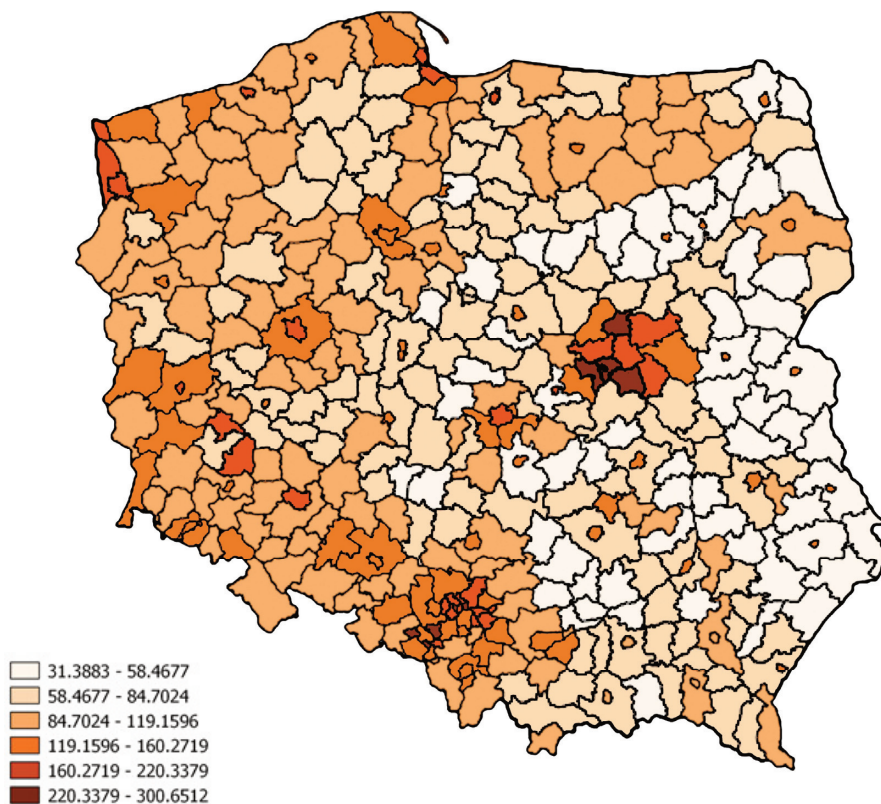 31.3883 - 58.4677
58.4677 - 84.7024
84.7024 - 119.1596
119.1596 - 160.2719
160.2719 - 220.3379
220.3379 - 300.6512